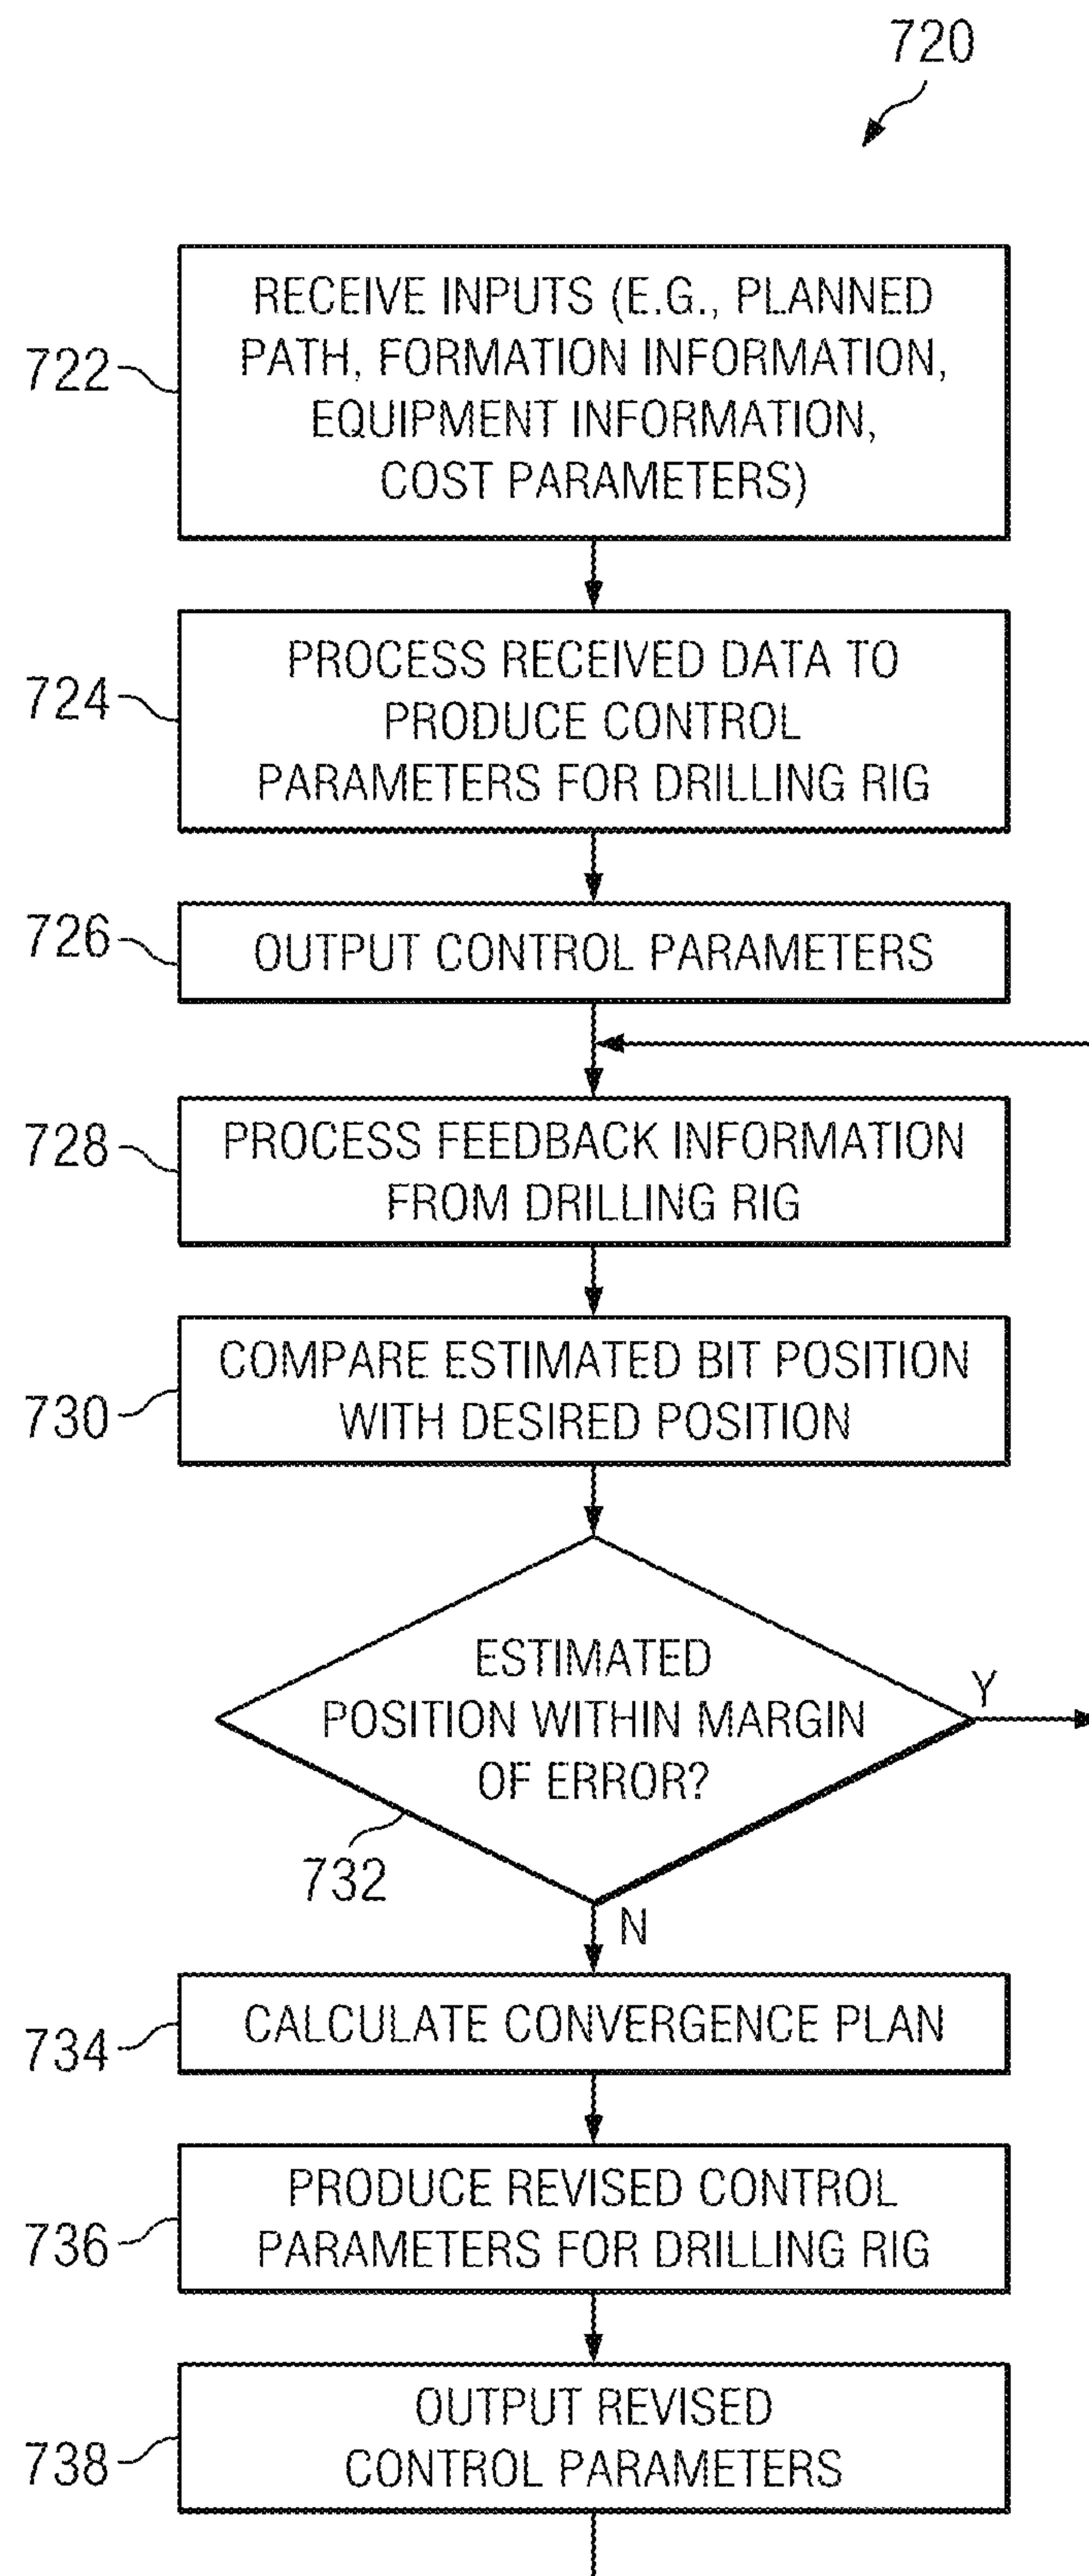 720
722
RECEIVE INPUTS (E.G., PLANNED
PATH, FORMATION INFORMATION,
EQUIPMENT INFORMATION,
COST PARAMETERS)
724
PROCESS RECEIVED DATA TO
PRODUCE CONTROL
PARAMETERS FOR DRILLING RIG
726
OUTPUT CONTROL PARAMETERS
728
PROCESS FEEDBACK INFORMATION
FROM DRILLING RIG
730
COMPARE ESTIMATED BIT POSITION
WITH DESIRED POSITION
ESTIMATED
POSITION WITHIN MARGIN
OF ERROR?
Y
732
N
734
CALCULATE CONVERGENCE PLAN
736
PRODUCE REVISED CONTROL
PARAMETERS FOR DRILLING RIG
738
OUTPUT REVISED
CONTROL PARAMETERS